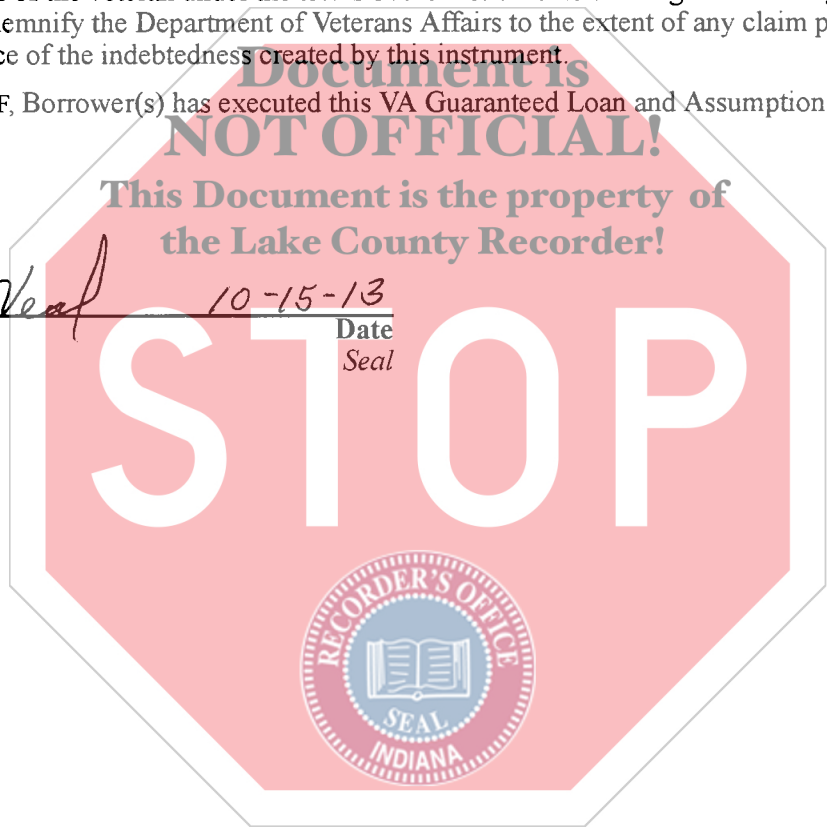 emnify the Department of Veterans Affairs to the extent of any claim p
ce of the indebtedness created by this instrument.
Document is
F, Borrower(s) has executed this VA Guaranteed Loan and Assumption
NOT OFFICIAL!
This Document is the property of
the Lake County Recorder!
Veal 10-15-13
Date
Seal
STOP
RECORDER'S OFFICE
SEAL
INDIANA